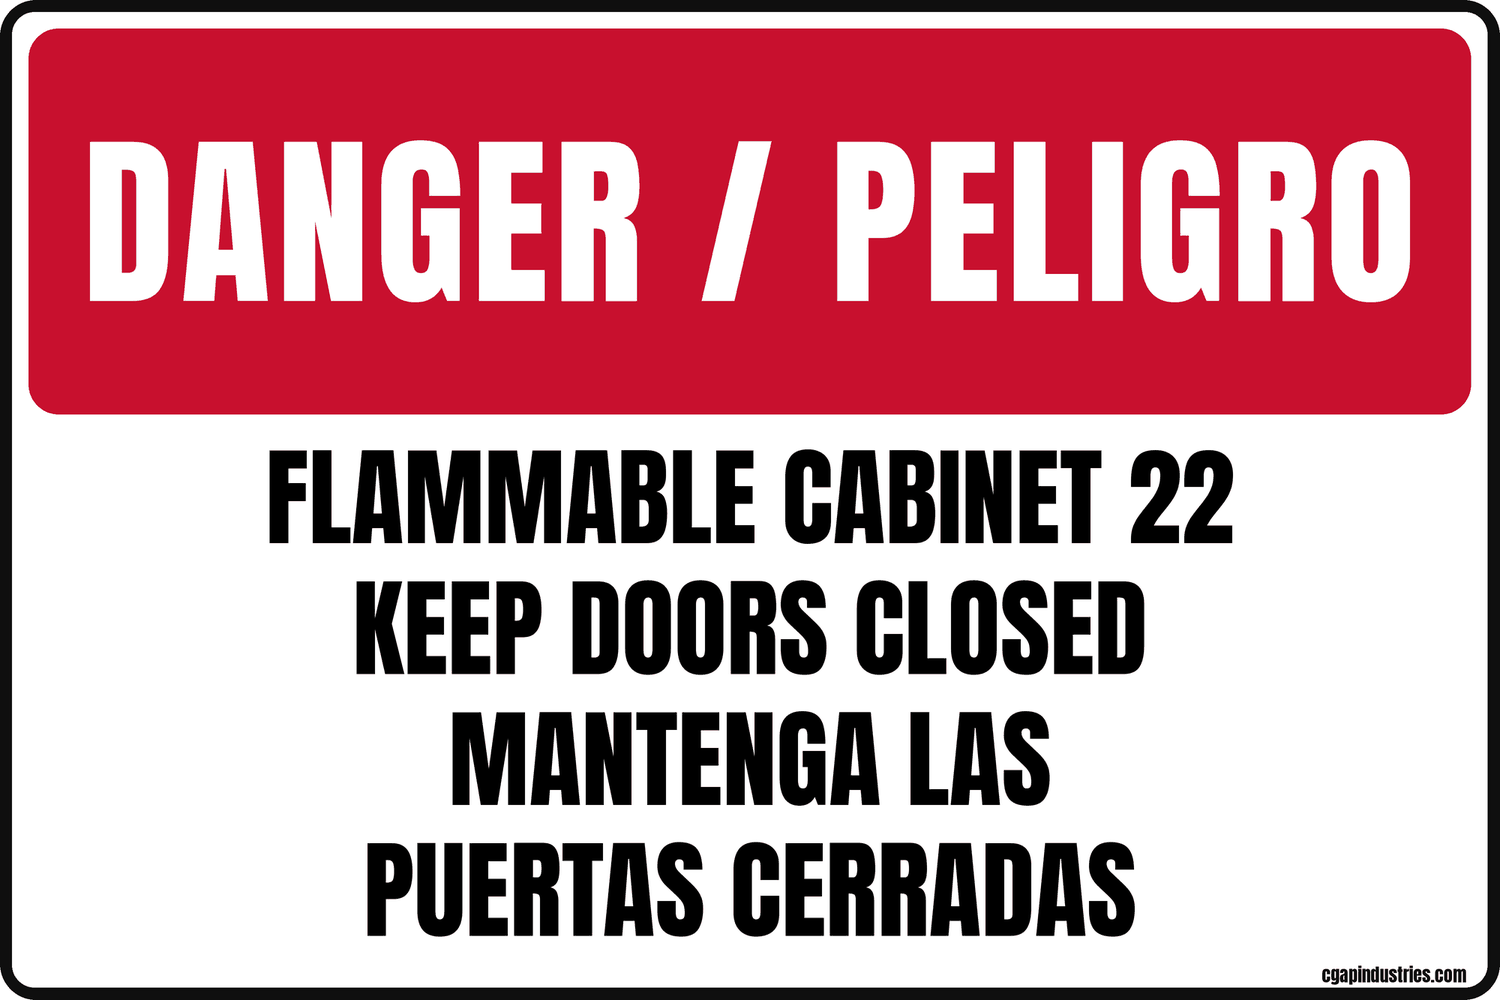 DANGER / PELIGRO
FLAMMABLE CABINET 22
KEEP DOORS CLOSED
MANTENGA LAS
PUERTAS CERRADAS
cgapindustries.com